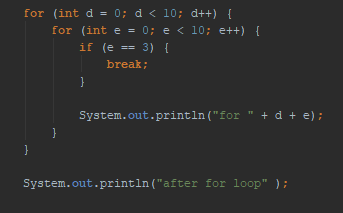 for (int d = 0; d < 10; d++) {
    for (int e = 0; e < 10; e++) {
        if (e == 3) {
            break;
        }

        System.out.println("for " + d + e);
    }
}

System.out.println("after for loop" );